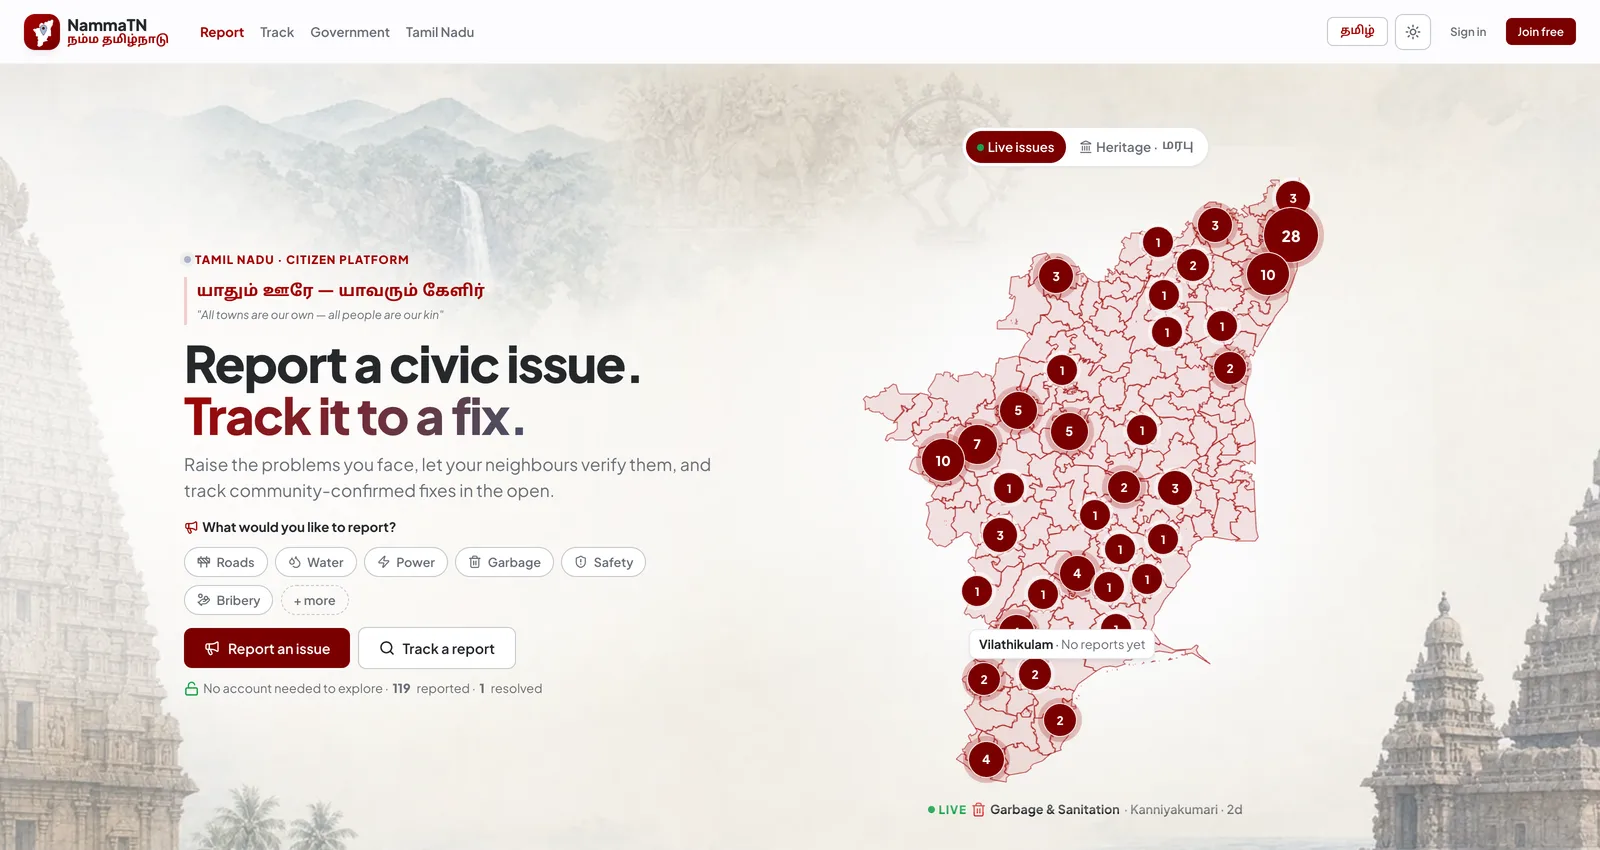 NammaTN
நம்ம தமிழ்நாடு
Report Track Government Tamil Nadu
தமிழ்
Sign in
Join free
Live issues
Heritage · மரபு
TAMIL NADU · CITIZEN PLATFORM
யாதும் ஊரே — யாவரும் கேளிர்
"All towns are our own — all people are our kin"
Report a civic issue.
Track it to a fix.
Raise the problems you face, let your neighbours verify them, and
track community-confirmed fixes in the open.
What would you like to report?
Roads Water Power Garbage Safety
Bribery + more
Report an issue Track a report
No account needed to explore · 119 reported · 1 resolved
3
28
3
1
2
10
3
1
1
1
1
2
5
5
1
7
10
1
2
3
1
3
1
1
4
1
1
1
1
Vilathikulam · No reports yet
2
2
2
4
LIVE Garbage & Sanitation · Kanniyakumari · 2d